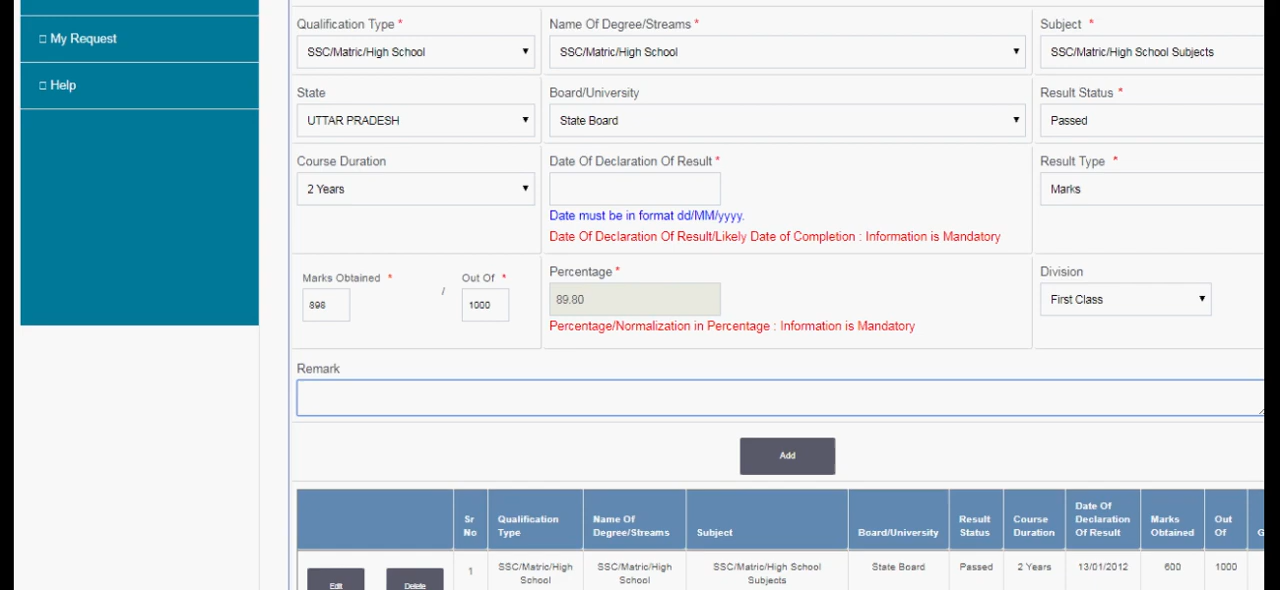 □ My Request
□ Help
Qualification Type *
Name Of Degree/Streams *
Subject *
SSC/Matric/High School
SSC/Matric/High School
SSC/Matric/High School Subjects
State
Board/University
Result Status *
UTTAR PRADESH
State Board
Passed
Course Duration
Date Of Declaration Of Result *
Result Type *
2 Years
Marks
Date must be in format dd/MM/yyyy.
Date Of Declaration Of Result/Likely Date of Completion : Information is Mandatory
Marks Obtained *
/
Out Of *
Percentage *
Division
898
1000
89.80
First Class
Percentage/Normalization in Percentage : Information is Mandatory
Remark
Add
Sr No
Qualification Type
Name Of Degree/Streams
Subject
Board/University
Result Status
Course Duration
Date Of Declaration Of Result
Marks Obtained
Out Of
G
Edit
Delete
1
SSC/Matric/High School
SSC/Matric/High School
SSC/Matric/High School Subjects
State Board
Passed
2 Years
13/01/2012
600
1000